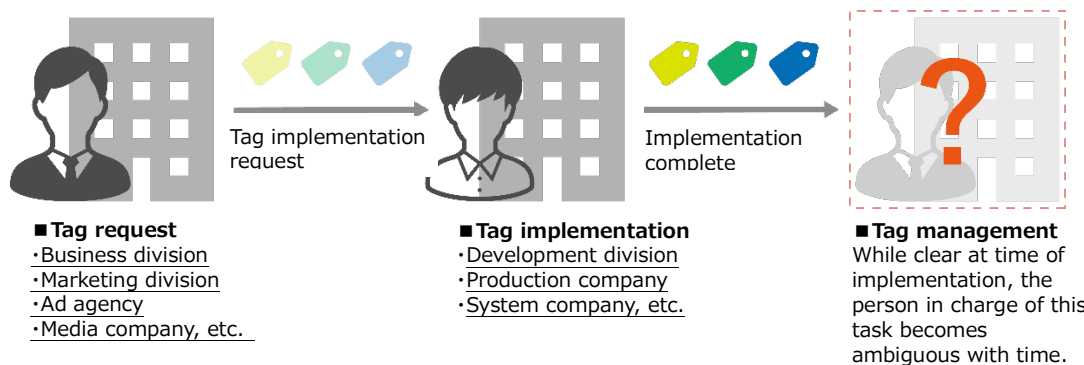 Tag implementation
request
Implementation
complete
?
■Tag request
・Business division
・Marketing division
・Ad agency
・Media company, etc.
■Tag implementation
・Development division
・Production company
・System company, etc.
■Tag management
While clear at time of
implementation, the
person in charge of this
task becomes
ambiguous with time.